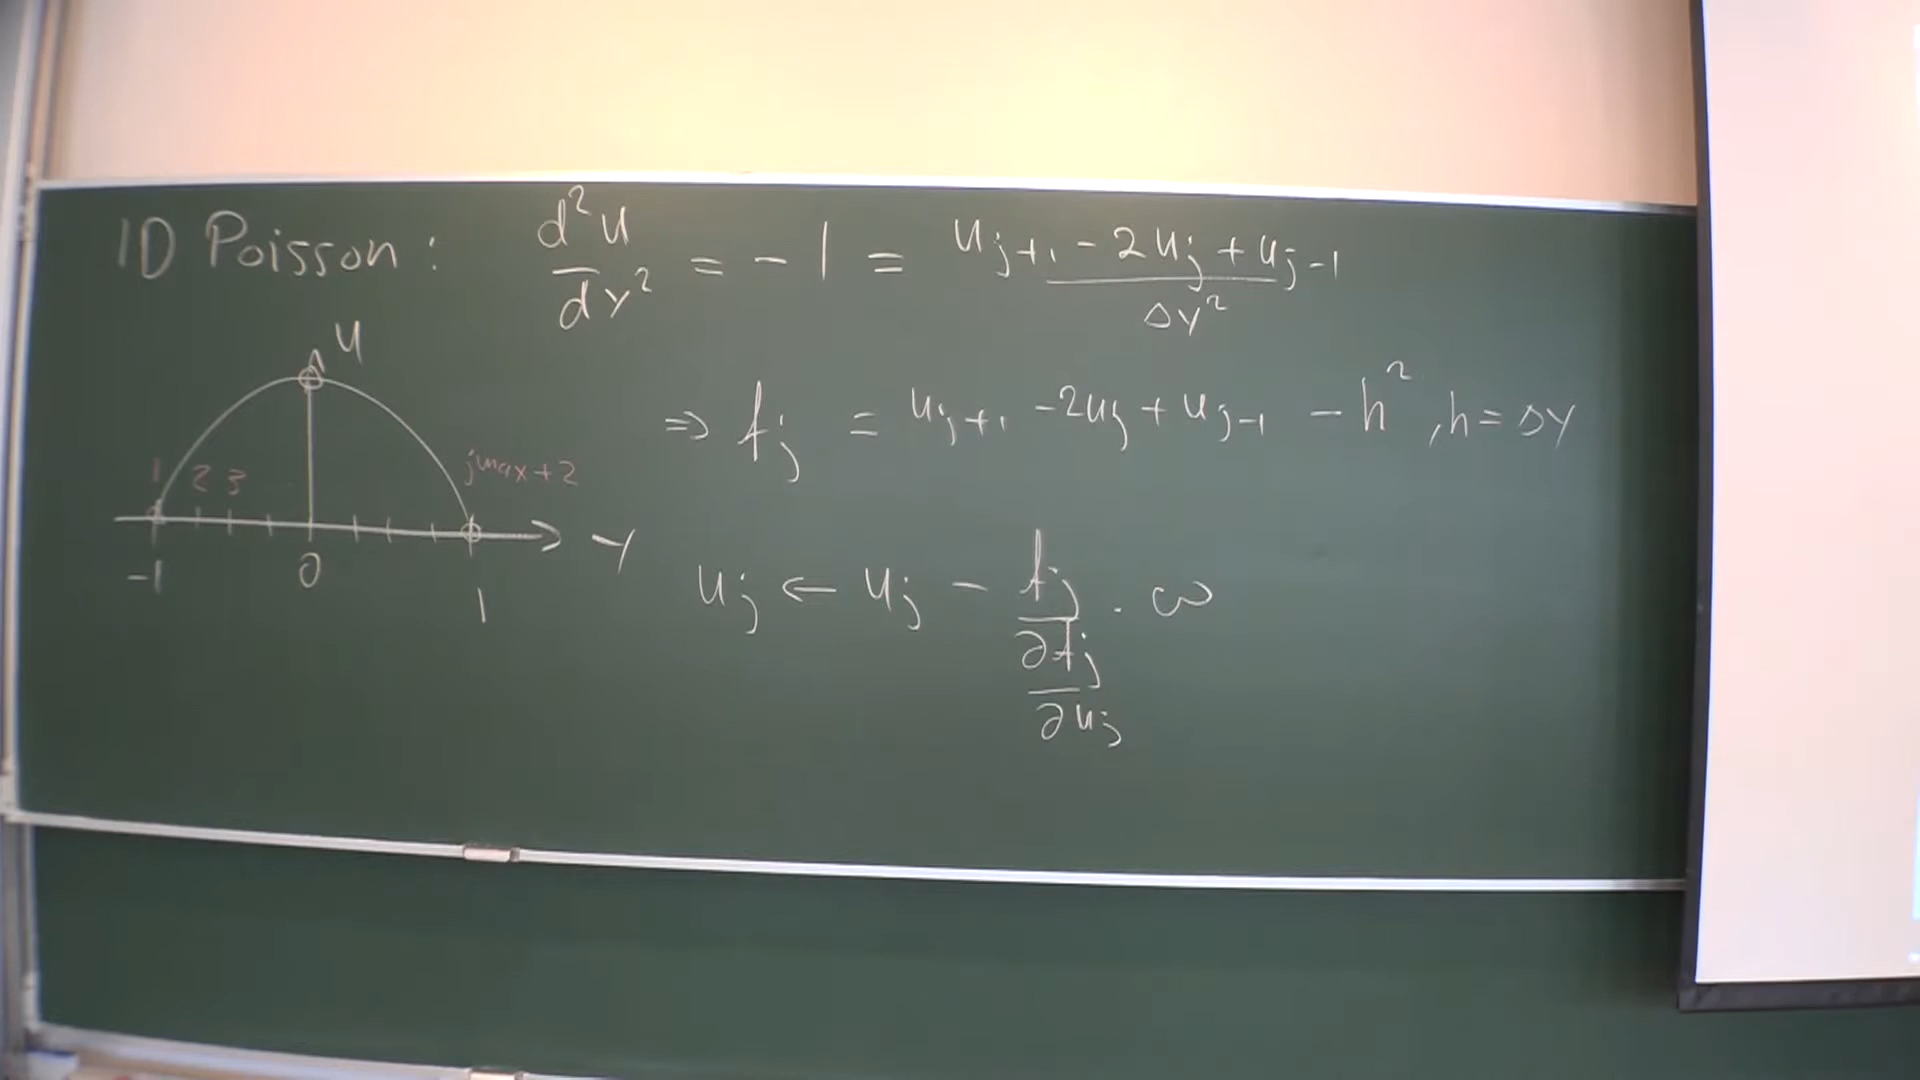 1D Poisson: d²u/dy² = -1 = (u_{j+1} - 2u_j + u_{j-1})/Δy²
u
⇒ f_j = u_{j+1} - 2u_j + u_{j-1} - h², h = Δy
1 2 3 jmax+2
y
-1 0 1
u_j ← u_j - f_j/(∂f_j/∂u_j) · ω